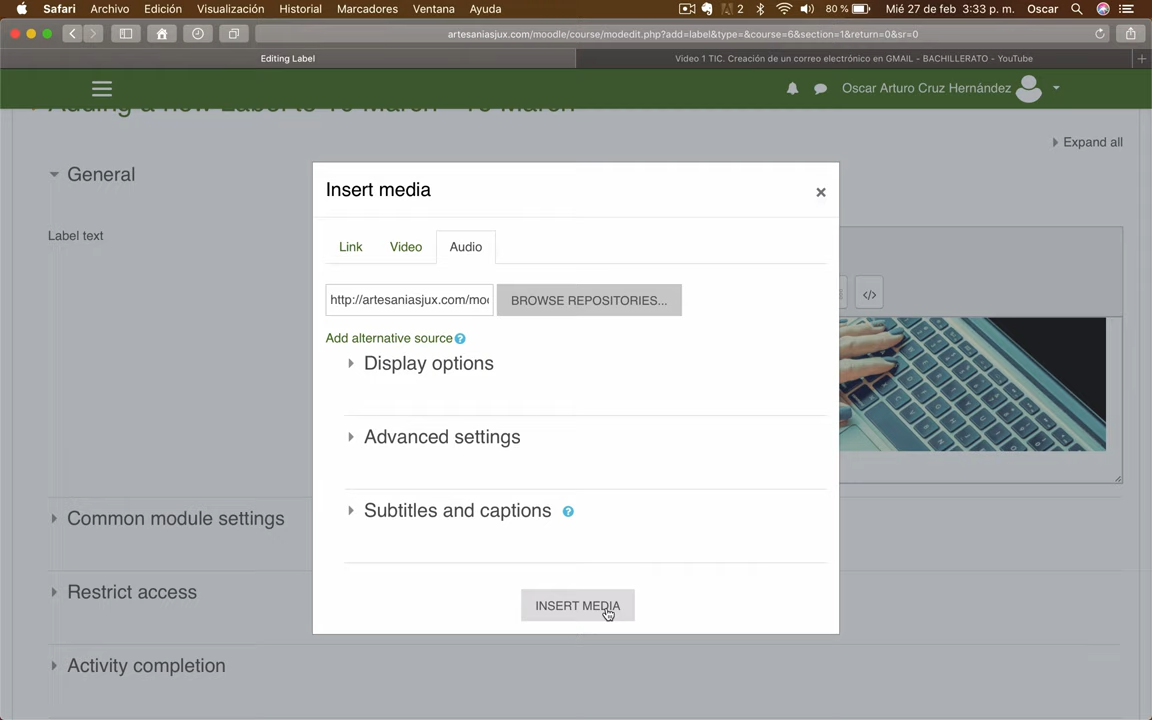 Safari Archivo Edición Visualización Historial Marcadores Ventana Ayuda 2 80 % Mié 27 de feb 3:33 p. m. Oscar
artesaniasjux.com/moodle/course/modedit.php?add=label&type=&course=6&section=1&return=0&sr=0
Editing Label Video 1 TIC. Creación de un correo electrónico en GMAIL - BACHILLERATO - YouTube
Oscar Arturo Cruz Hernández
Expand all
General
Label text
Insert media ×
Link Video Audio
http://artesaniasjux.com/moo BROWSE REPOSITORIES...
Add alternative source ?
Display options
Advanced settings
Subtitles and captions ?
INSERT MEDIA
</>
Common module settings
Restrict access
Activity completion